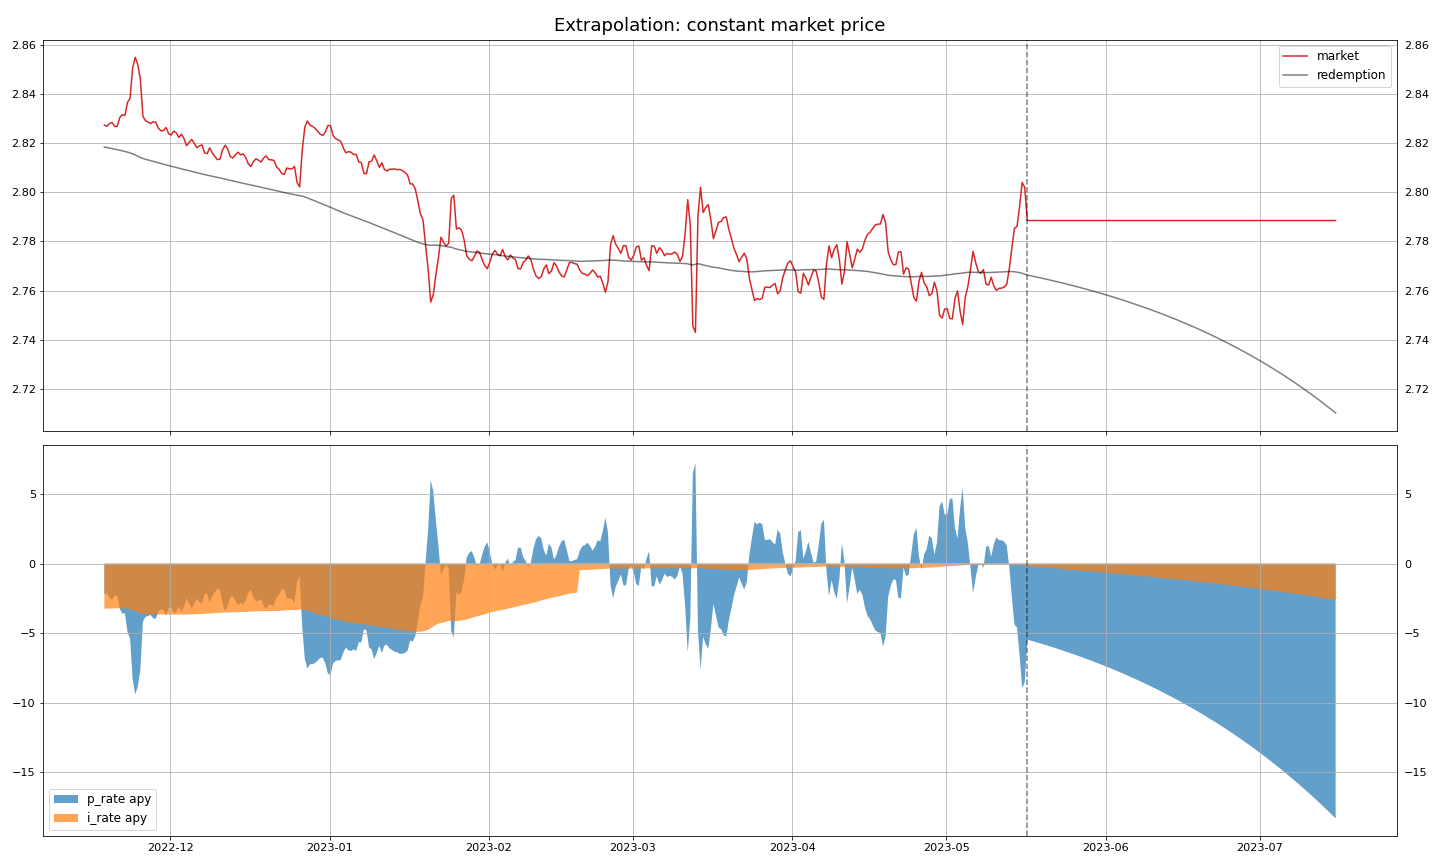 Extrapolation: constant market price
2.86 2.86
market
redemption
2.84 2.84
2.82 2.82
2.80 2.80
2.78 2.78
2.76 2.76
2.74 2.74
2.72 2.72
5 5
0 0
−5 −5
−10 −10
−15 −15
p_rate apy
i_rate apy
2022-12 2023-01 2023-02 2023-03 2023-04 2023-05 2023-06 2023-07